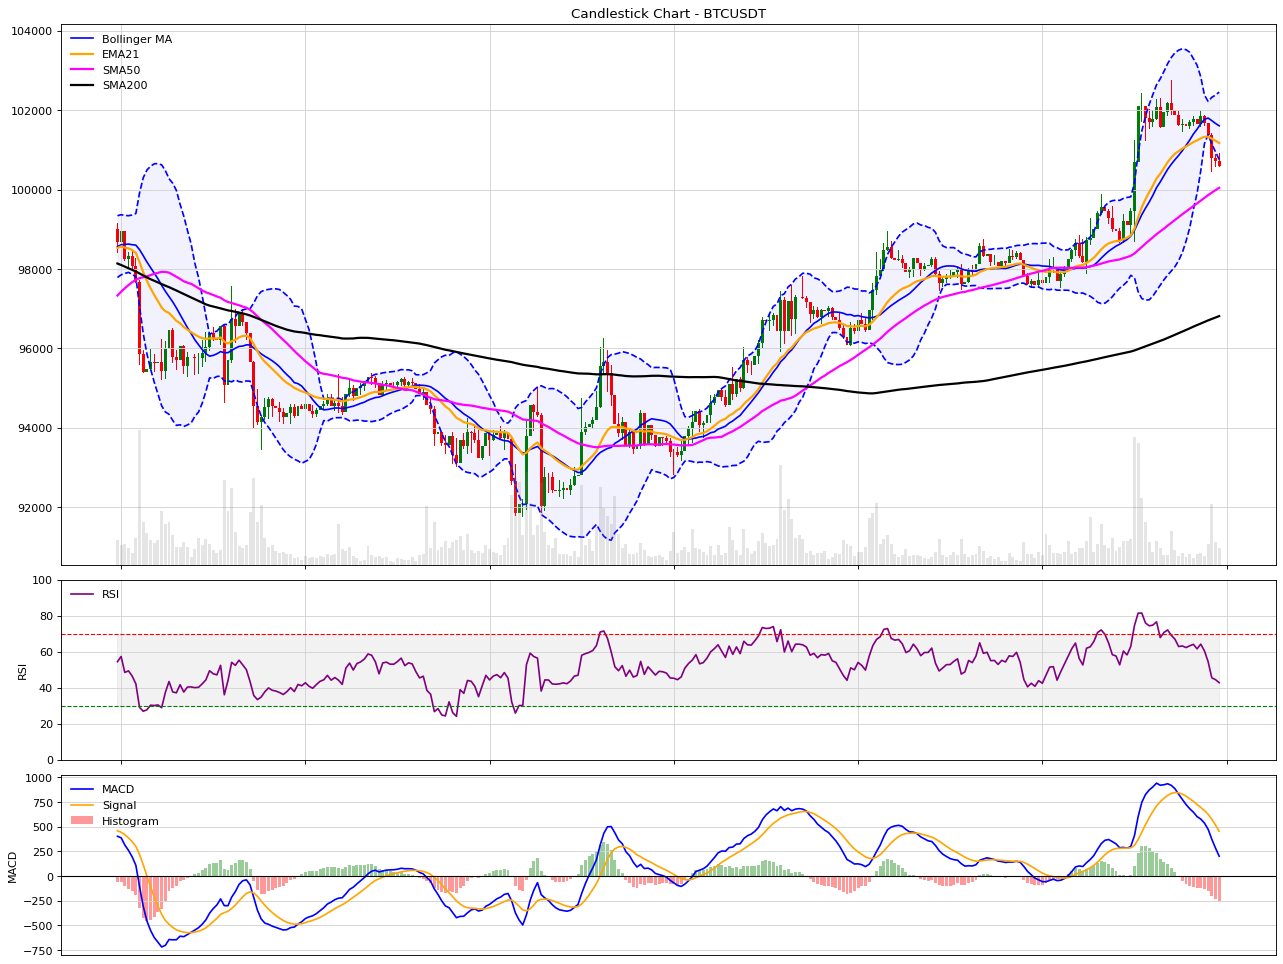 Candlestick Chart - BTCUSDT
104000
102000
100000
98000
96000
94000
92000
Bollinger MA
EMA21
SMA50
SMA200
100
80
60
40
20
0
RSI
RSI
1000
750
500
250
0
−250
−500
−750
MACD
MACD
Signal
Histogram